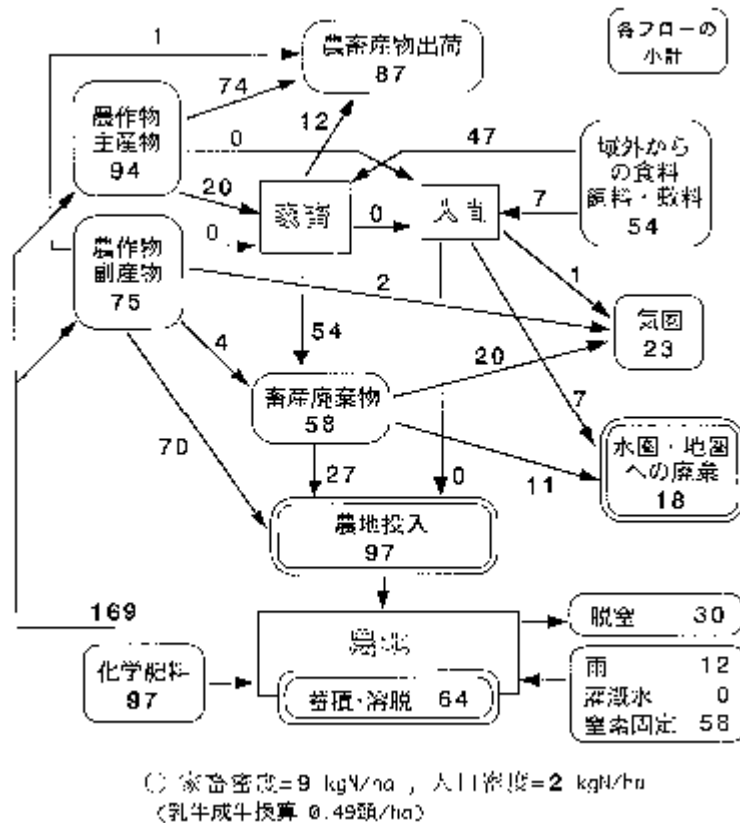 1
農畜産物出荷
87
各フローの
小計
74
農作物
主産物
94
12
0
47
域外から
の食料
飼料・敷料
54
20
0
7
0
農作物
副産物
75
2
1
気圏
23
4
54
20
畜産廃棄物
58
7
水圏・地圏
への廃棄
18
70
27
0
11
農地投入
97
169
脱窒 30
農地
化学肥料
97
雨 12
灌漑水 0
窒素固定 58
蓄積・溶脱 64
家畜密度=9 kgN/ha , 人口密度=2 kgN/ha
(乳牛成牛換算 0.49頭/ha)